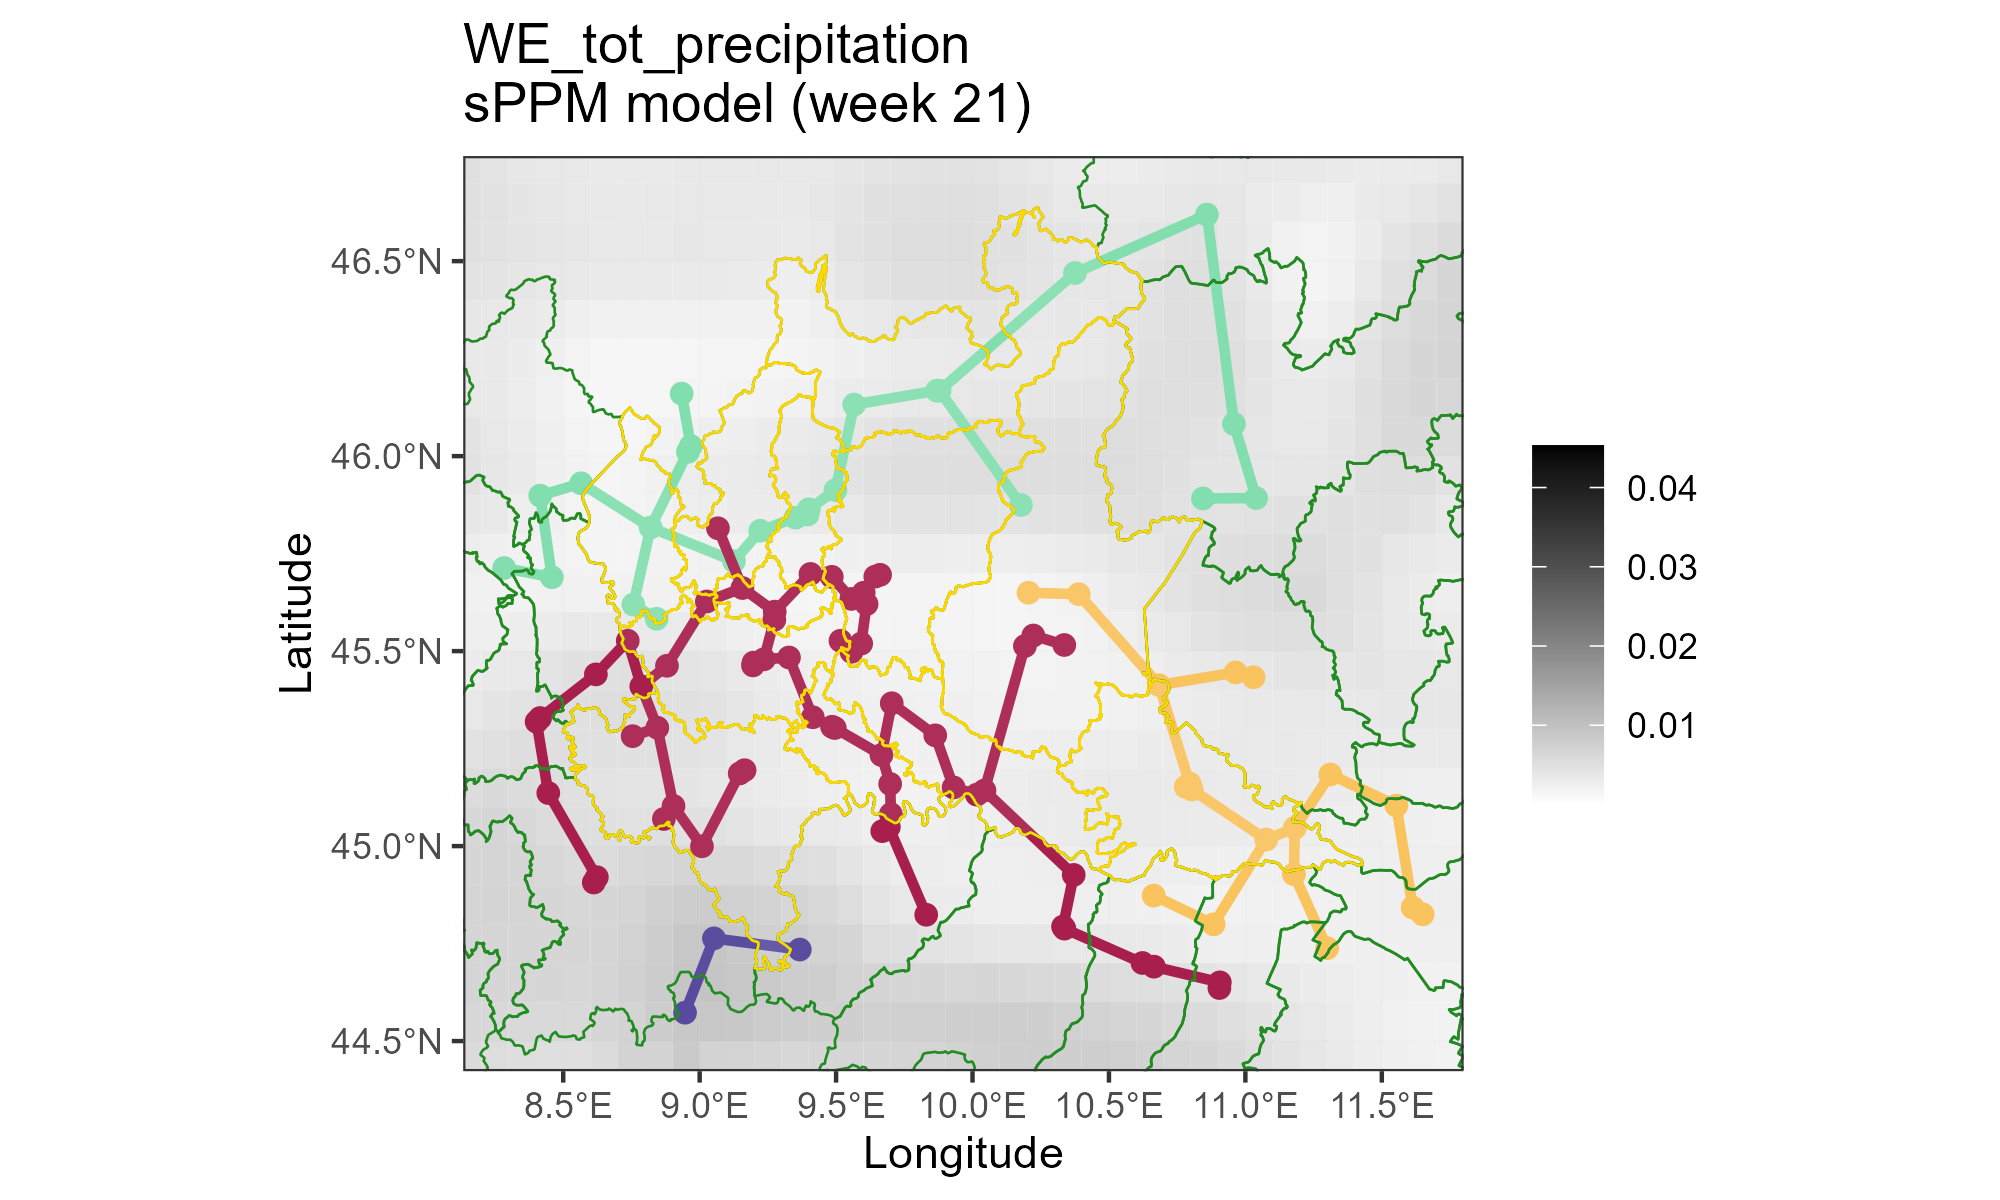 WE_tot_precipitation
sPPM model (week 21)
46.5°N
46.0°N
45.5°N
45.0°N
44.5°N
Latitude
8.5°E 9.0°E 9.5°E 10.0°E 10.5°E 11.0°E 11.5°E
Longitude
0.04
0.03
0.02
0.01